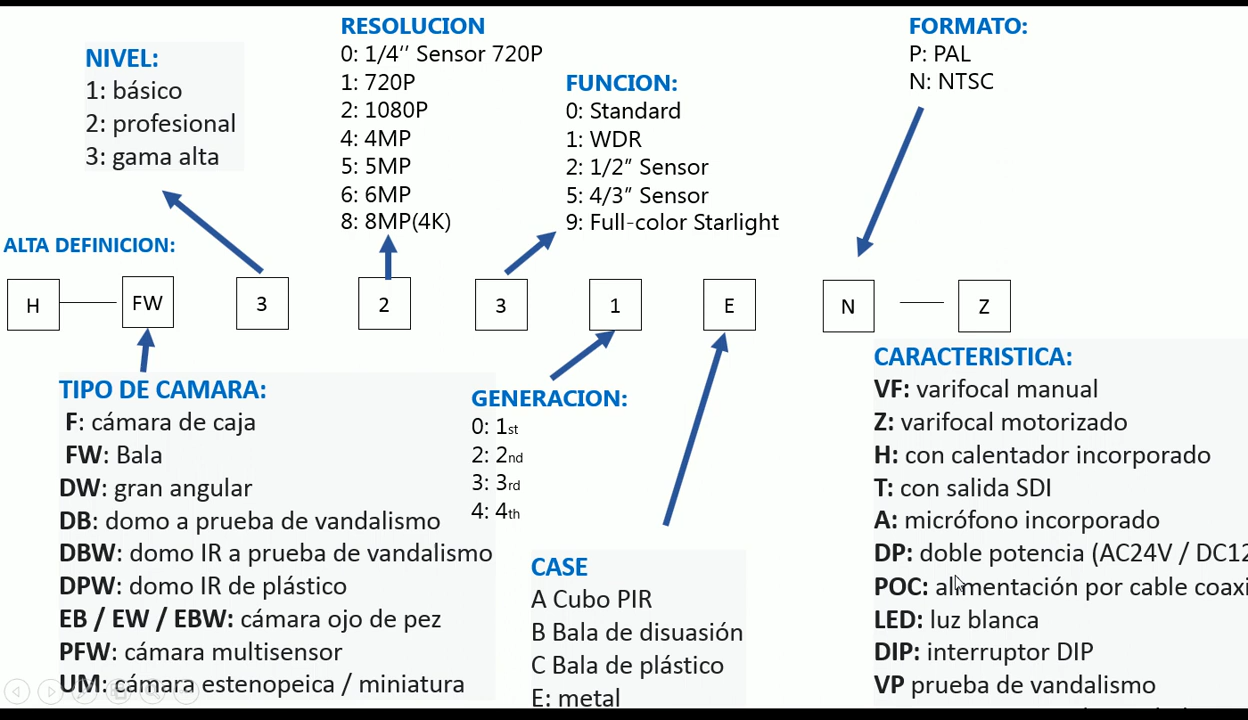 NIVEL:
1: básico
2: profesional
3: gama alta
RESOLUCION
0: 1/4’’ Sensor 720P
1: 720P
2: 1080P
4: 4MP
5: 5MP
6: 6MP
8: 8MP(4K)
FUNCION:
0: Standard
1: WDR
2: 1/2” Sensor
5: 4/3” Sensor
9: Full-color Starlight
FORMATO:
P: PAL
N: NTSC
ALTA DEFINICION:
H FW 3 2 3 1 E N Z
TIPO DE CAMARA:
F: cámara de caja
FW: Bala
DW: gran angular
DB: domo a prueba de vandalismo
DBW: domo IR a prueba de vandalismo
DPW: domo IR de plástico
EB / EW / EBW: cámara ojo de pez
PFW: cámara multisensor
UM: cámara estenopeica / miniatura
GENERACION:
0: 1st
2: 2nd
3: 3rd
4: 4th
CASE
A Cubo PIR
B Bala de disuasión
C Bala de plástico
E: metal
CARACTERISTICA:
VF: varifocal manual
Z: varifocal motorizado
H: con calentador incorporado
T: con salida SDI
A: micrófono incorporado
DP: doble potencia (AC24V / DC12
POC: alimentación por cable coaxi
LED: luz blanca
DIP: interruptor DIP
VP prueba de vandalismo